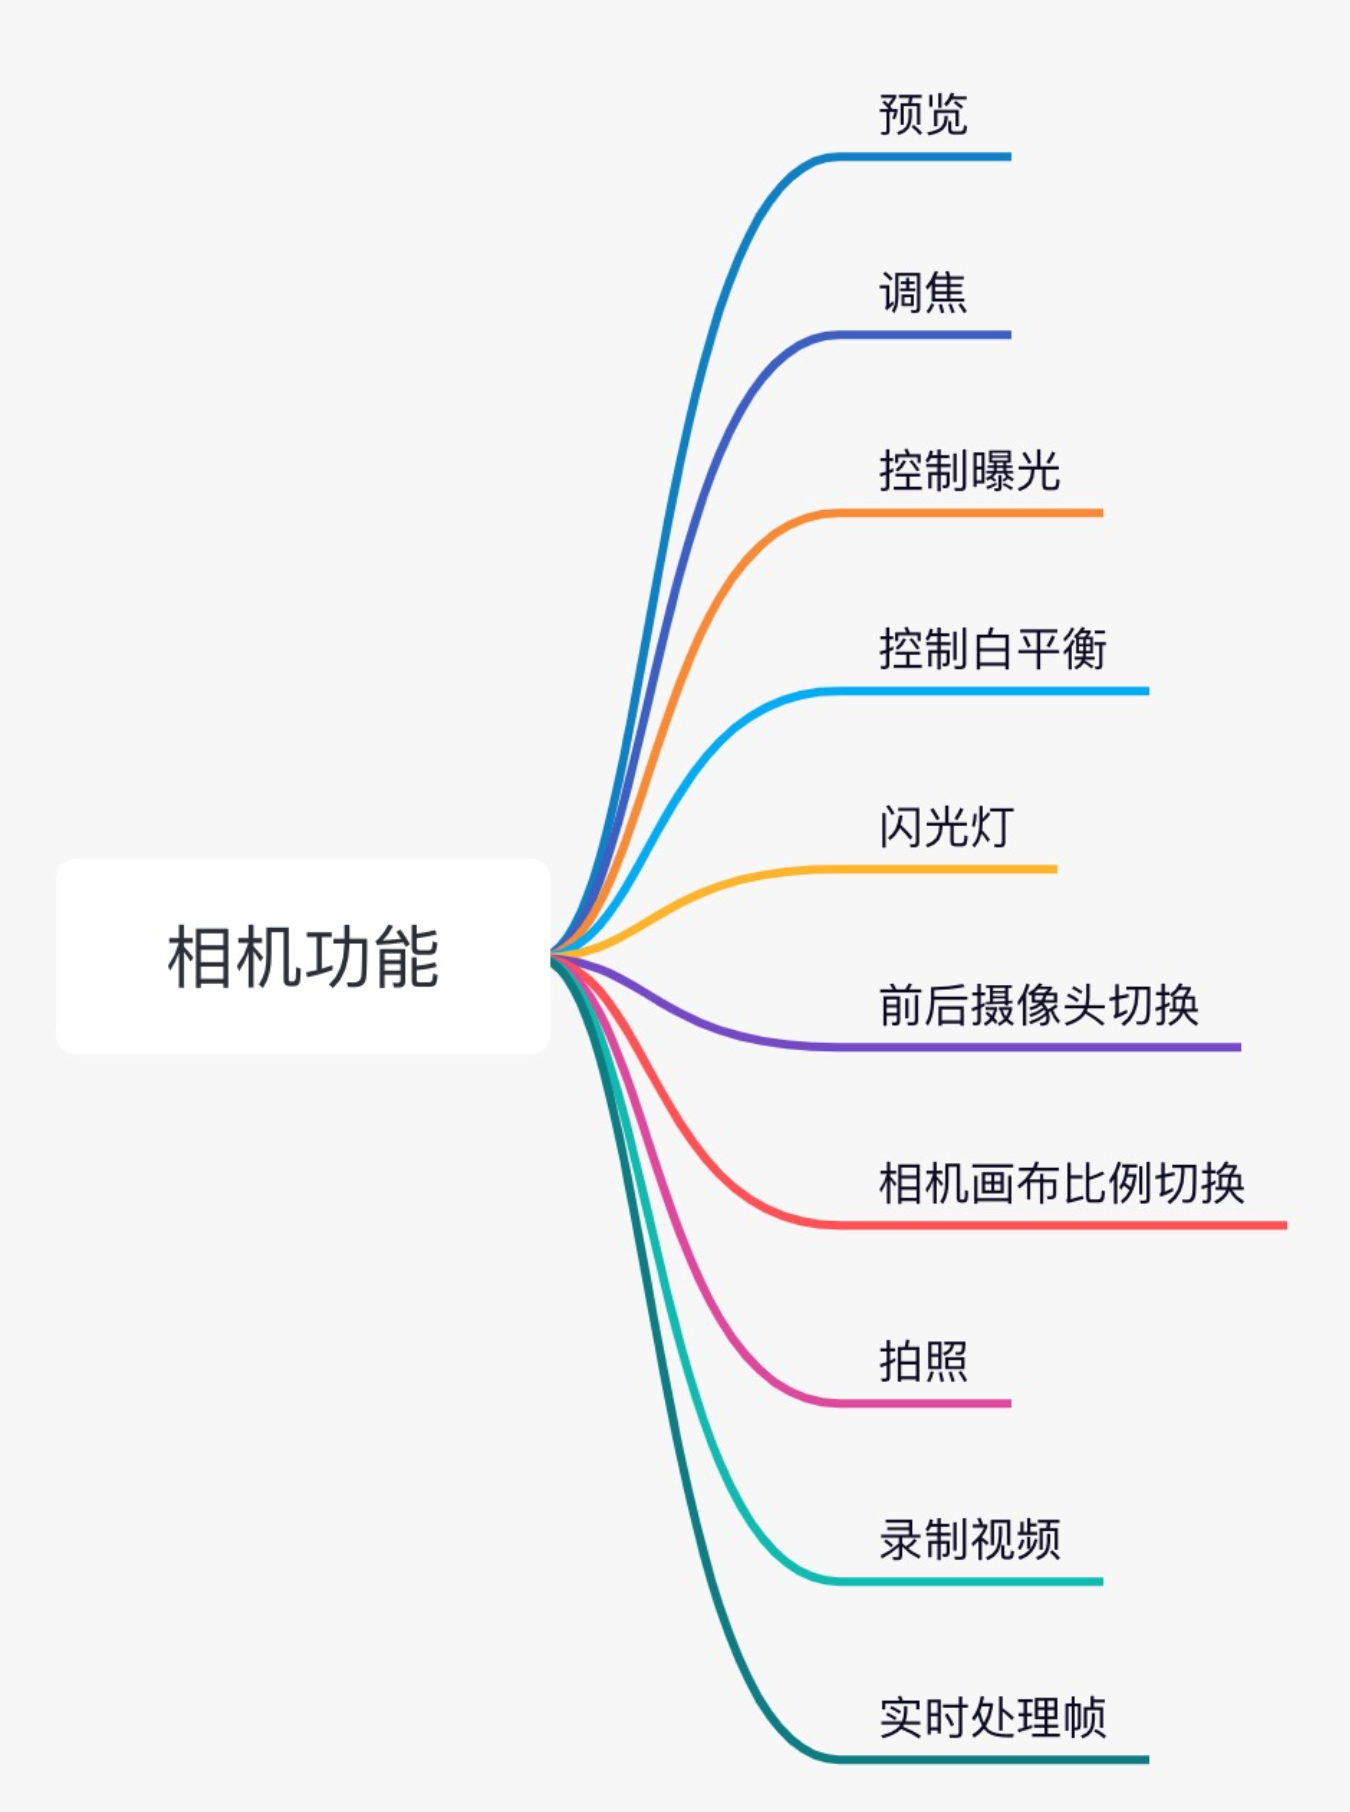 预览
调焦
控制曝光
控制白平衡
闪光灯
相机功能
前后摄像头切换
相机画布比例切换
拍照
录制视频
实时处理帧